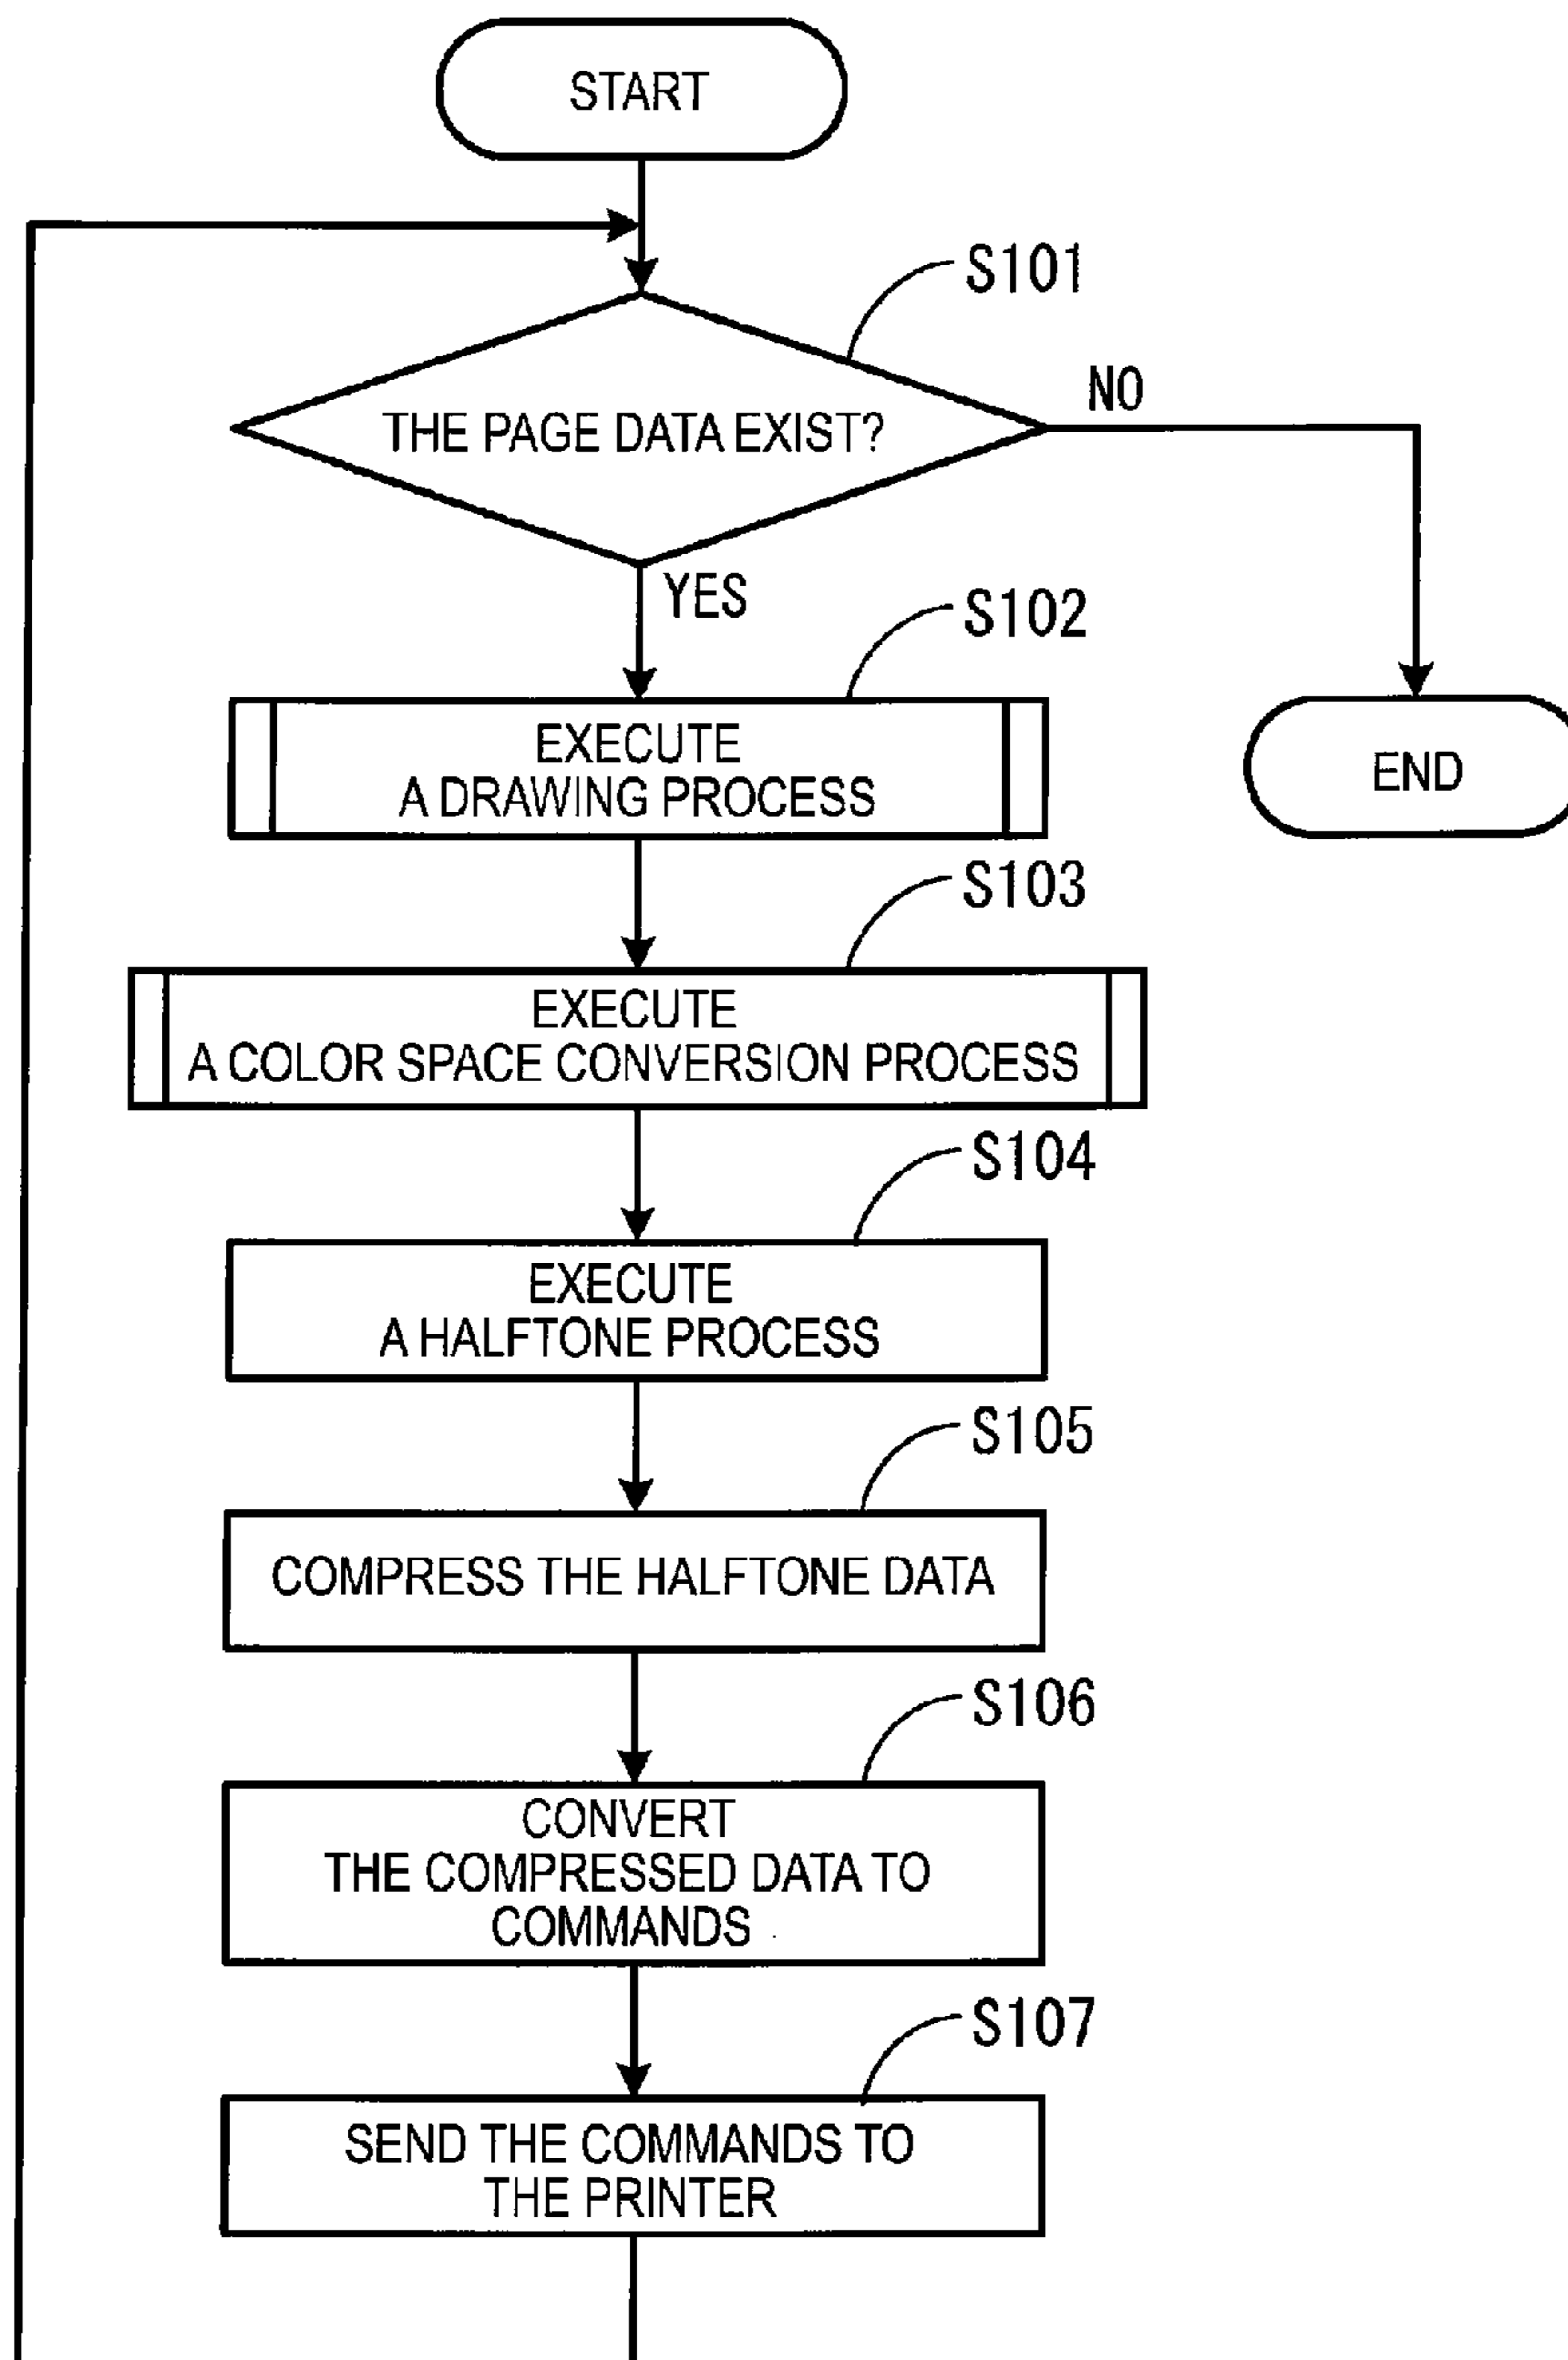 START
S101
NO
THE PAGE DATA EXIST?
YES
S102
EXECUTE
A DRAWING PROCESS
END
S103
EXECUTE
A COLOR SPACE CONVERSION PROCESS
S104
EXECUTE
A HALFTONE PROCESS
S105
COMPRESS THE HALFTONE DATA
S106
CONVERT
THE COMPRESSED DATA TO
COMMANDS
S107
SEND THE COMMANDS TO
THE PRINTER